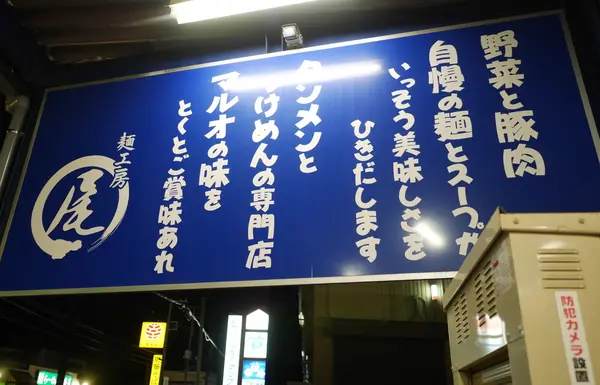 野菜と豚肉
自慢の麺とスープが
いっそう美味しさを
ひきだします
タンメンと
つけめんの専門店
マルオの味を
とくとご賞味あれ
麺工房
尾
防犯カメラ設置
P